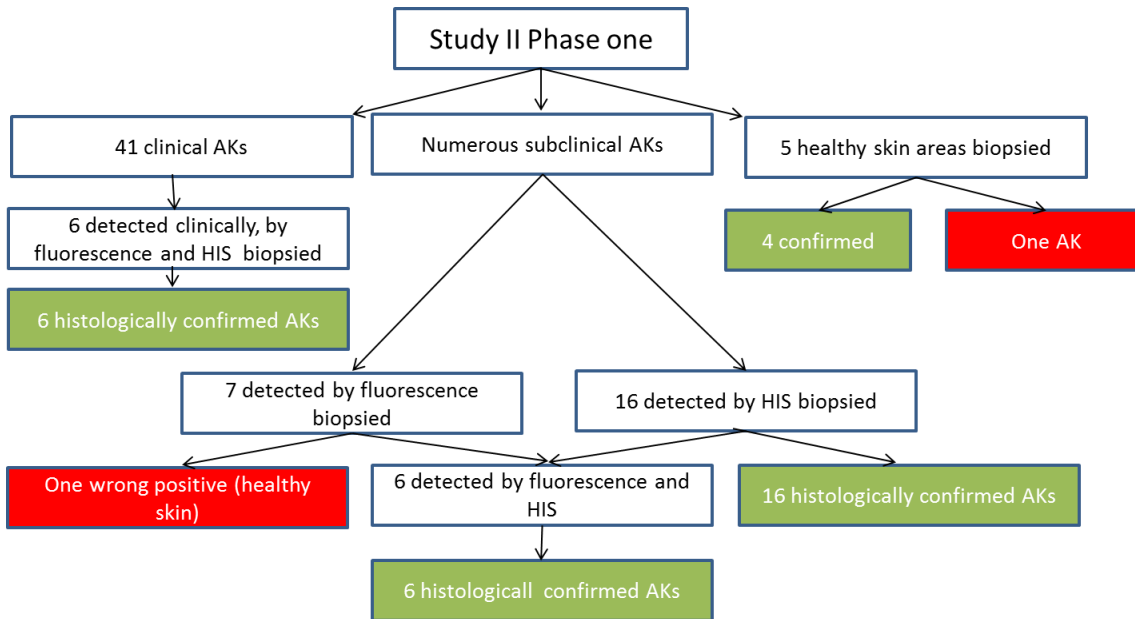 Study II Phase one
41 clinical AKs
Numerous subclinical AKs
5 healthy skin areas biopsied
6 detected clinically, by
fluorescence and HIS biopsied
4 confirmed
One AK
6 histologically confirmed AKs
7 detected by fluorescence
biopsied
16 detected by HIS biopsied
One wrong positive (healthy
skin)
6 detected by fluorescence and
HIS
16 histologically confirmed AKs
6 histologicall confirmed AKs